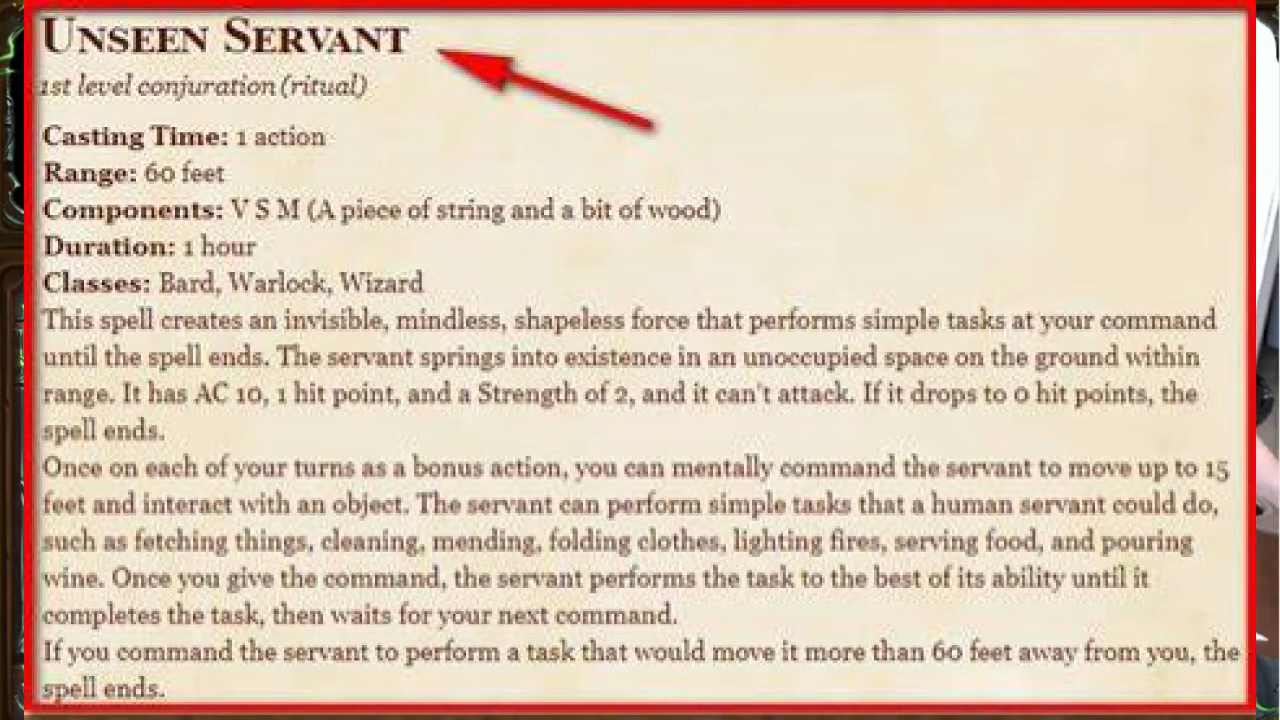 UNSEEN SERVANT
1st level conjuration (ritual)
Casting Time: 1 action
Range: 60 feet
Components: V S M (A piece of string and a bit of wood)
Duration: 1 hour
Classes: Bard, Warlock, Wizard
This spell creates an invisible, mindless, shapeless force that performs simple tasks at your command
until the spell ends. The servant springs into existence in an unoccupied space on the ground within
range. It has AC 10, 1 hit point, and a Strength of 2, and it can't attack. If it drops to 0 hit points, the
spell ends.
Once on each of your turns as a bonus action, you can mentally command the servant to move up to 15
feet and interact with an object. The servant can perform simple tasks that a human servant could do,
such as fetching things, cleaning, mending, folding clothes, lighting fires, serving food, and pouring
wine. Once you give the command, the servant performs the task to the best of its ability until it
completes the task, then waits for your next command.
If you command the servant to perform a task that would move it more than 60 feet away from you, the
spell ends.